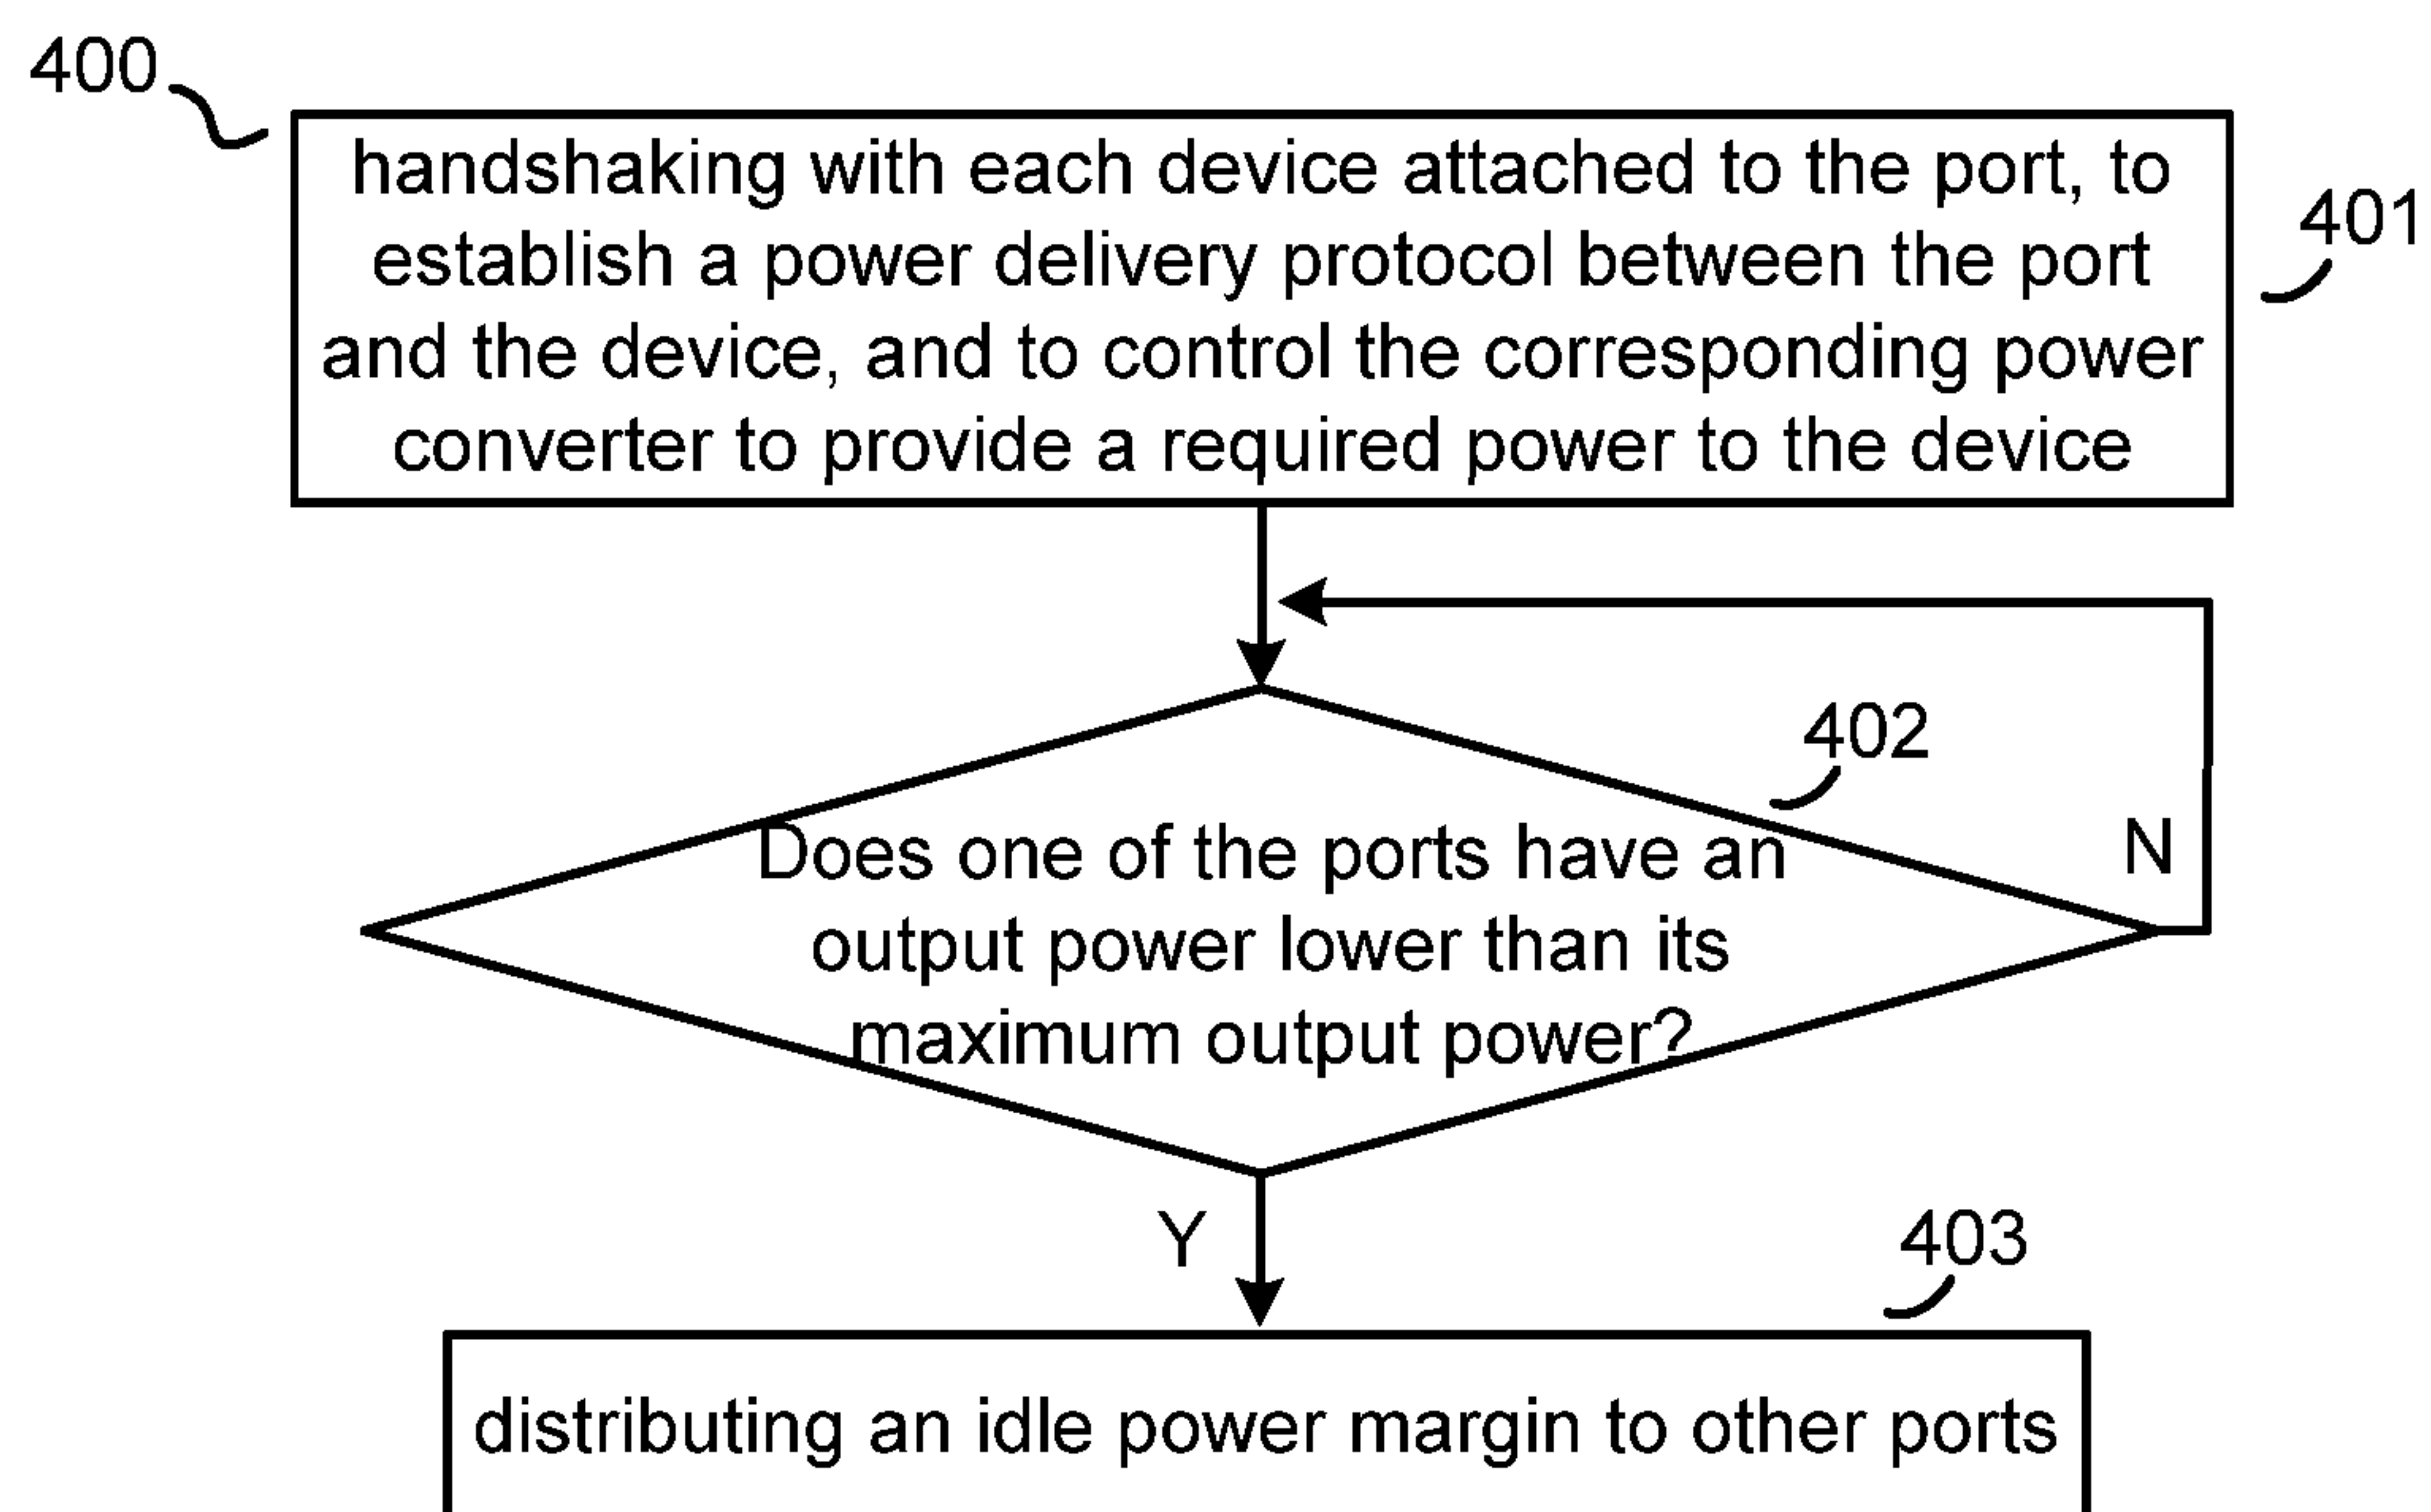 400
handshaking with each device attached to the port, to
establish a power delivery protocol between the port
and the device, and to control the corresponding power
converter to provide a required power to the device
401
402
Does one of the ports have an
output power lower than its
maximum output power?
N
Y
403
distributing an idle power margin to other ports